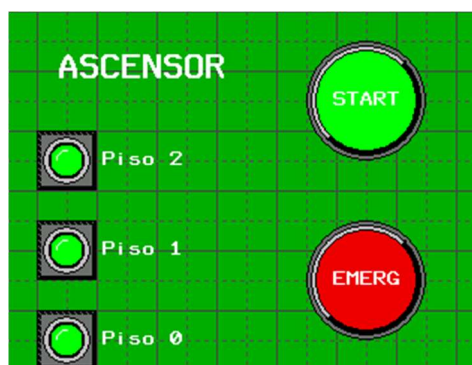 ASCENSOR
START
Piso 2
Piso 1
EMERG
Piso 0